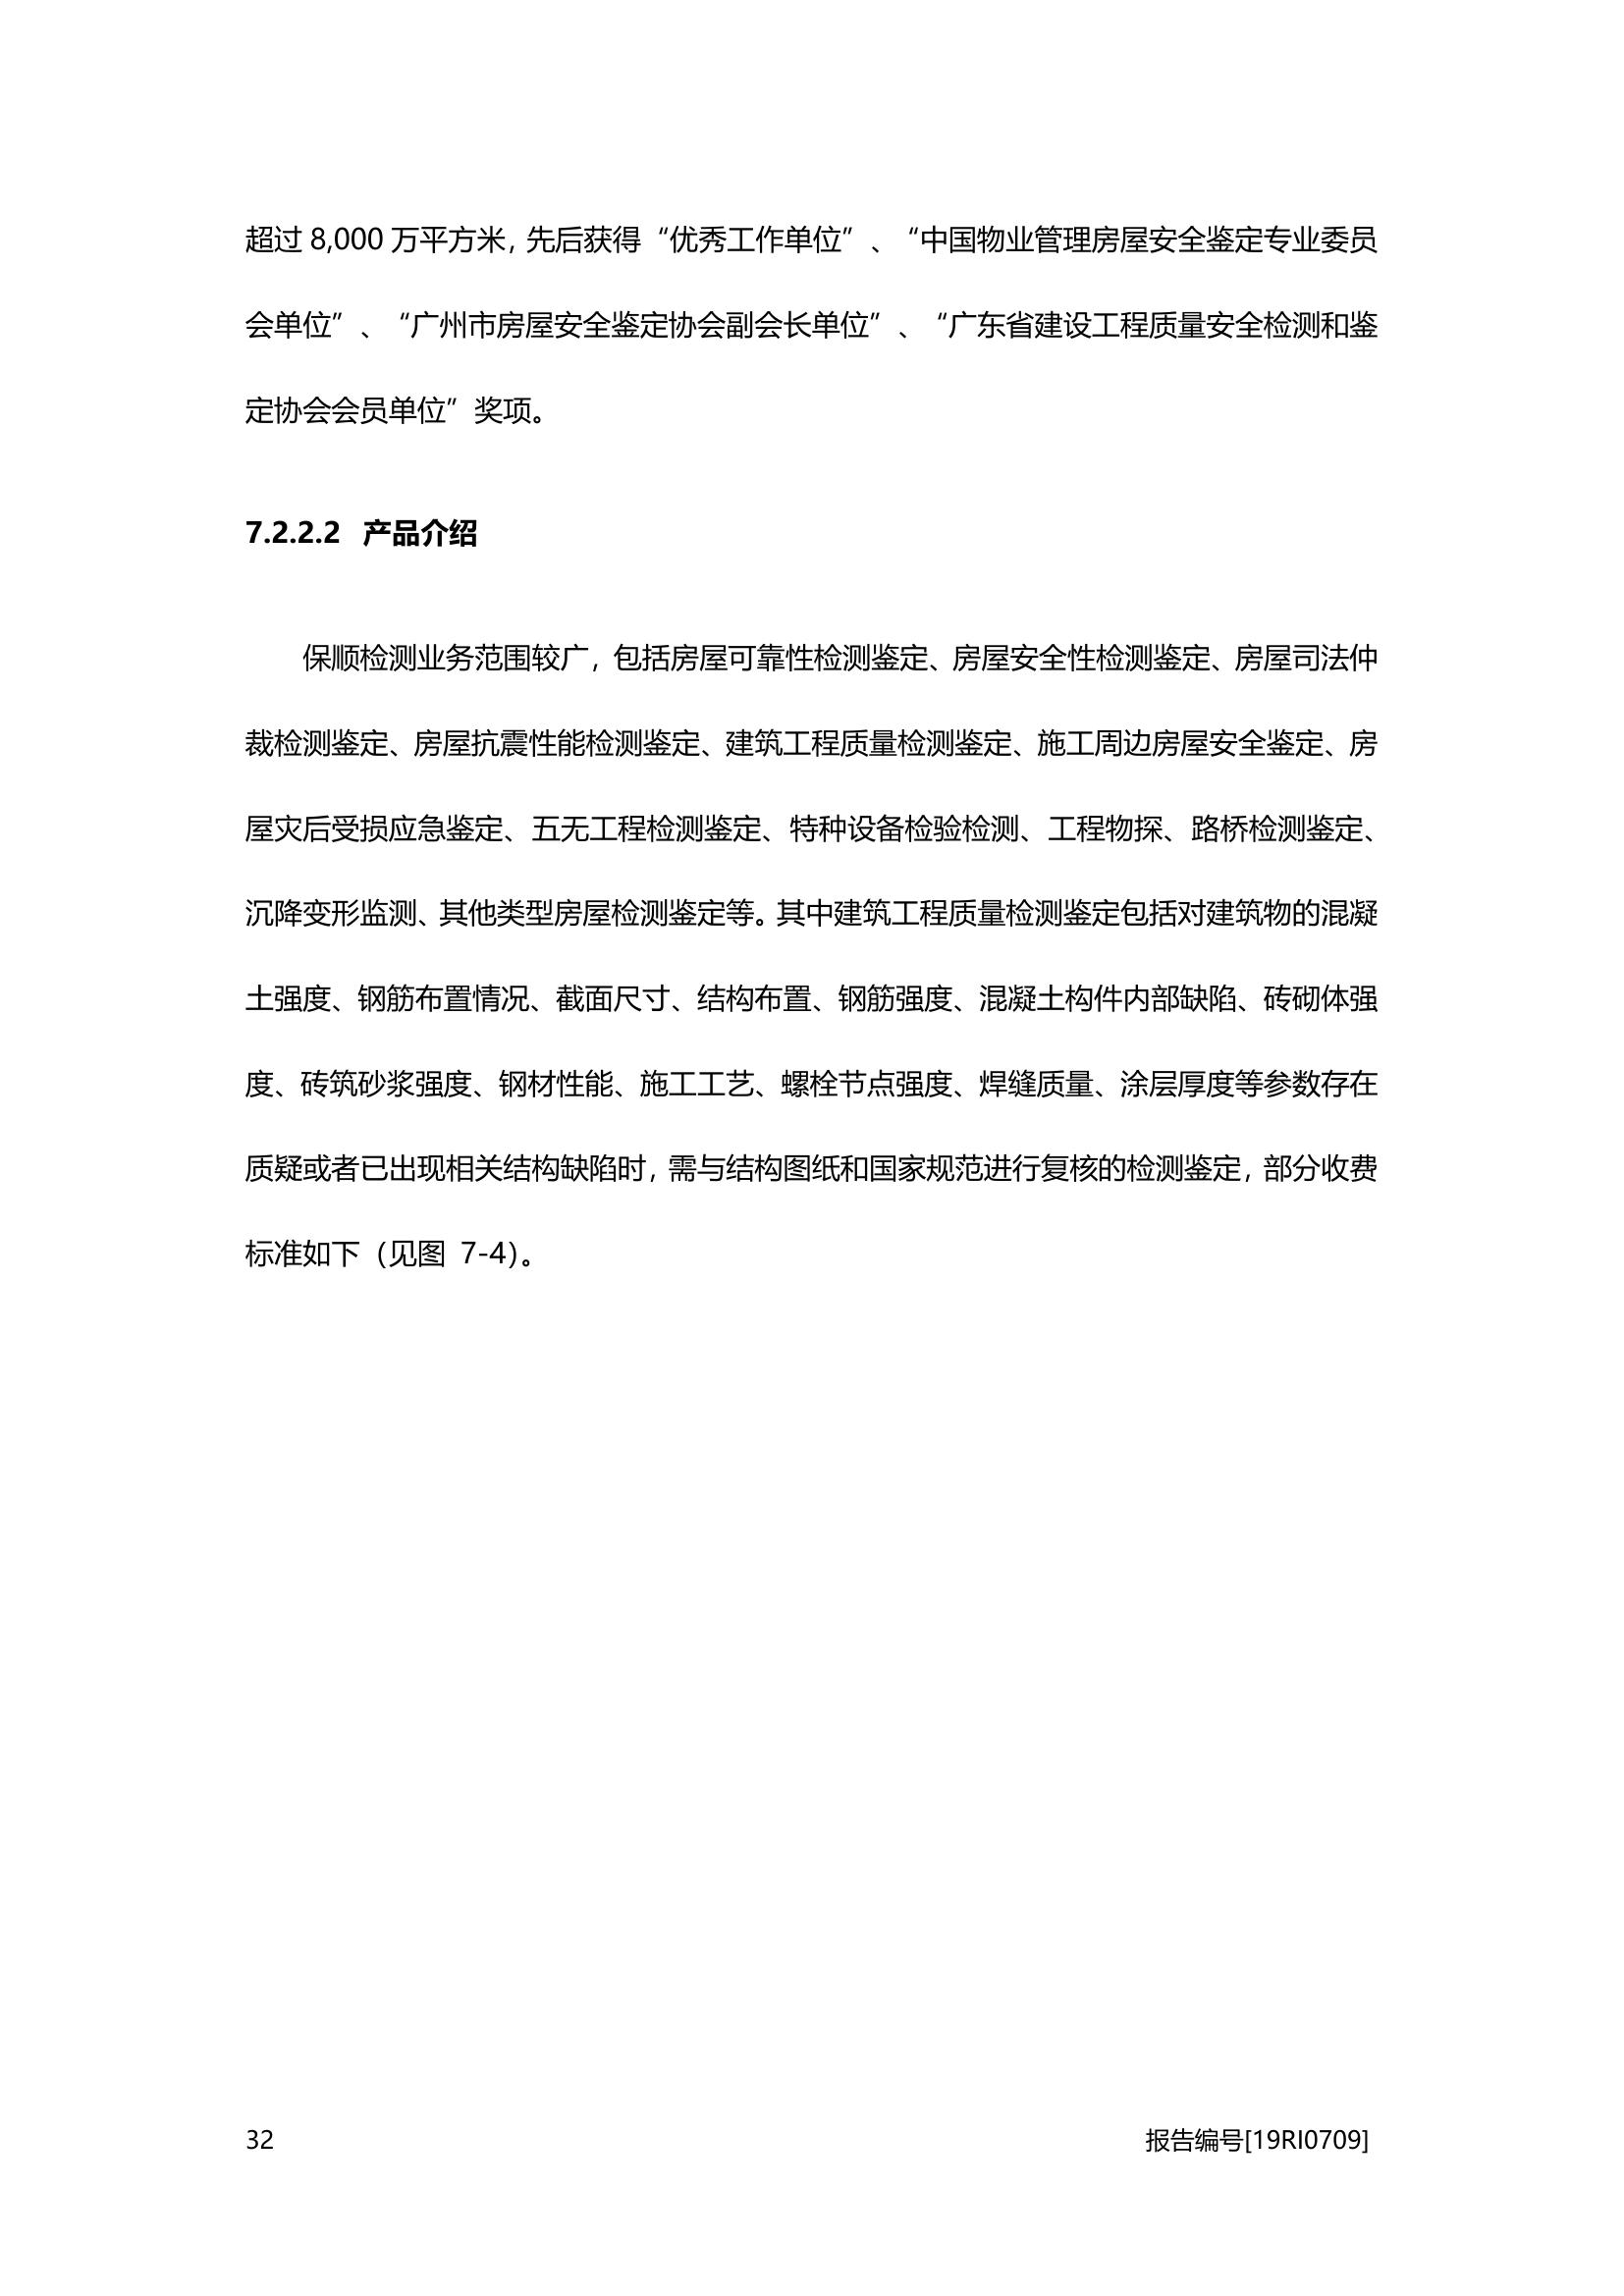 超过 8,000 万平方米，先后获得“优秀工作单位”、“中国物业管理房屋安全鉴定专业委员
会单位”、“广州市房屋安全鉴定协会副会长单位”、“广东省建设工程质量安全检测和鉴
定协会会员单位”奖项。
7.2.2.2 产品介绍
保顺检测业务范围较广，包括房屋可靠性检测鉴定、房屋安全性检测鉴定、房屋司法仲
裁检测鉴定、房屋抗震性能检测鉴定、建筑工程质量检测鉴定、施工周边房屋安全鉴定、房
屋灾后受损应急鉴定、五无工程检测鉴定、特种设备检验检测、工程物探、路桥检测鉴定、
沉降变形监测、其他类型房屋检测鉴定等。其中建筑工程质量检测鉴定包括对建筑物的混凝
土强度、钢筋布置情况、截面尺寸、结构布置、钢筋强度、混凝土构件内部缺陷、砖砌体强
度、砖筑砂浆强度、钢材性能、施工工艺、螺栓节点强度、焊缝质量、涂层厚度等参数存在
质疑或者已出现相关结构缺陷时，需与结构图纸和国家规范进行复核的检测鉴定，部分收费
标准如下（见图 7-4）。
32
报告编号[19RI0709]